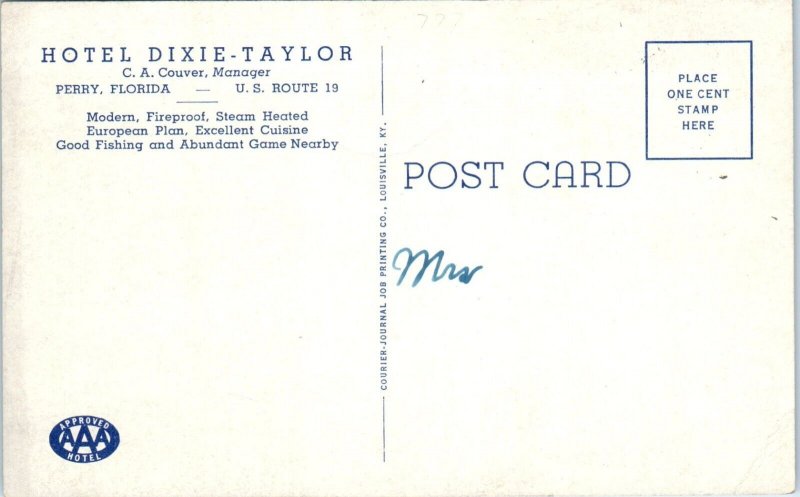 777
HOTEL DIXIE-TAYLOR
C. A. Couver, Manager
PERRY, FLORIDA — U. S. ROUTE 19
Modern, Fireproof, Steam Heated
European Plan, Excellent Cuisine
Good Fishing and Abundant Game Nearby
APPROVED
AAA
HOTEL
COURIER-JOURNAL JOB PRINTING CO., LOUISVILLE, KY.
PLACE
ONE CENT
STAMP
HERE
POST CARD
Mrs